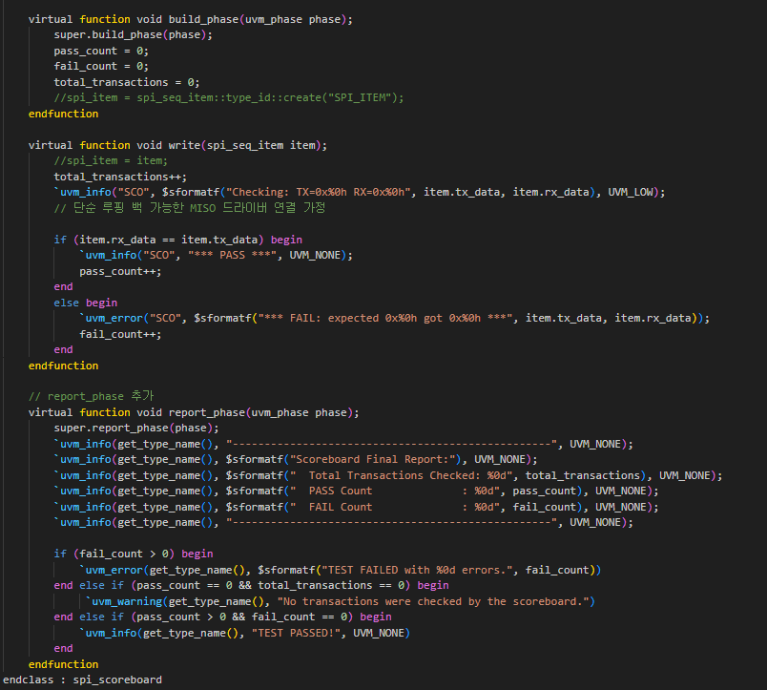 virtual function void build_phase(uvm_phase phase);
super.build_phase(phase);
pass_count = 0;
fail_count = 0;
total_transactions = 0;
//spi_item = spi_seq_item::type_id::create("SPI_ITEM");
endfunction
virtual function void write(spi_seq_item item);
//spi_item = item;
total_transactions++;
`uvm_info("SCO", $sformatf("Checking: TX=0x%0h RX=0x%0h", item.tx_data, item.rx_data), UVM_LOW);
// 단순 루핑 백 가능한 MISO 드라이버 연결 가정
if (item.rx_data == item.tx_data) begin
`uvm_info("SCO", "*** PASS ***", UVM_NONE);
pass_count++;
end
else begin
`uvm_error("SCO", $sformatf("*** FAIL: expected 0x%0h got 0x%0h ***", item.tx_data, item.rx_data));
fail_count++;
end
endfunction
// report_phase 추가
virtual function void report_phase(uvm_phase phase);
super.report_phase(phase);
`uvm_info(get_type_name(), "--------------------------------------------------", UVM_NONE);
`uvm_info(get_type_name(), $sformatf("Scoreboard Final Report:"), UVM_NONE);
`uvm_info(get_type_name(), $sformatf("  Total Transactions Checked: %0d", total_transactions), UVM_NONE);
`uvm_info(get_type_name(), $sformatf("  PASS Count              : %0d", pass_count), UVM_NONE);
`uvm_info(get_type_name(), $sformatf("  FAIL Count              : %0d", fail_count), UVM_NONE);
`uvm_info(get_type_name(), "--------------------------------------------------", UVM_NONE);
if (fail_count > 0) begin
`uvm_error(get_type_name(), $sformatf("TEST FAILED with %0d errors.", fail_count))
end else if (pass_count == 0 && total_transactions == 0) begin
`uvm_warning(get_type_name(), "No transactions were checked by the scoreboard.")
end else if (pass_count > 0 && fail_count == 0) begin
`uvm_info(get_type_name(), "TEST PASSED!", UVM_NONE)
end
endfunction
endclass : spi_scoreboard